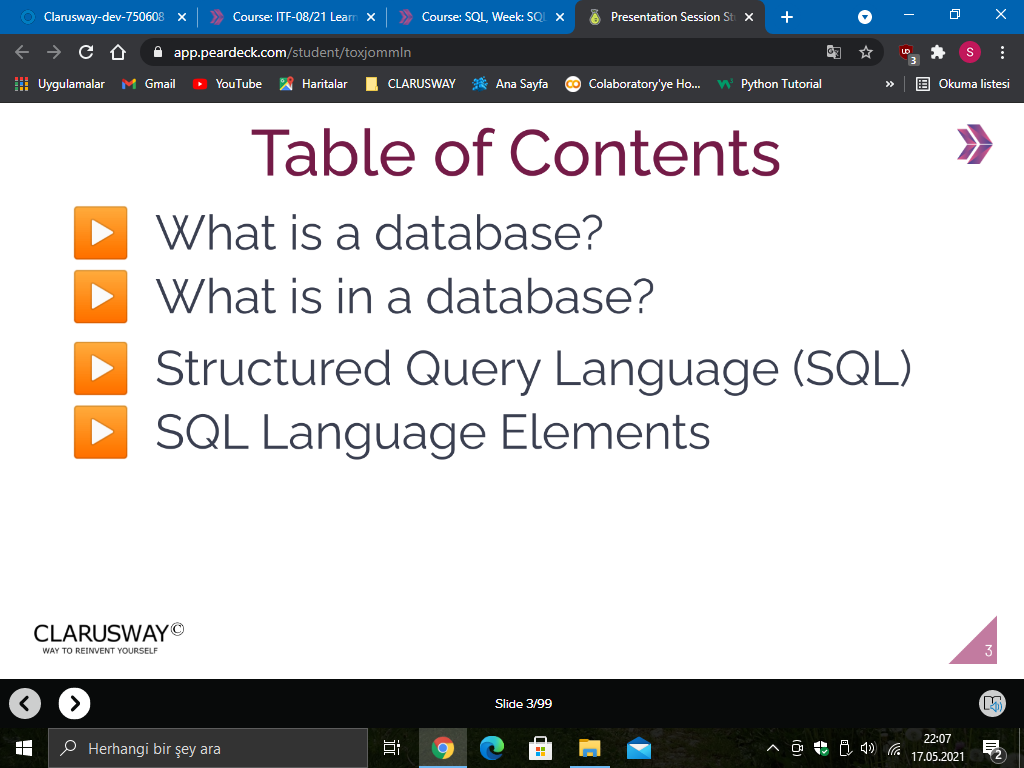 Clarusway-dev-750608
Course: ITF-08/21 Learn
Course: SQL, Week: SQL
Presentation Session St
app.peardeck.com/student/toxjommln
3
S
Uygulamalar
Gmail
YouTube
Haritalar
CLARUSWAY
Ana Sayfa
Colaboratory'ye Ho...
Python Tutorial
»
Okuma listesi
Table of Contents
What is a database?
What is in a database?
Structured Query Language (SQL)
SQL Language Elements
CLARUSWAY©
WAY TO REINVENT YOURSELF
3
Slide 3/99
Herhangi bir şey ara
22:07
17.05.2021
2